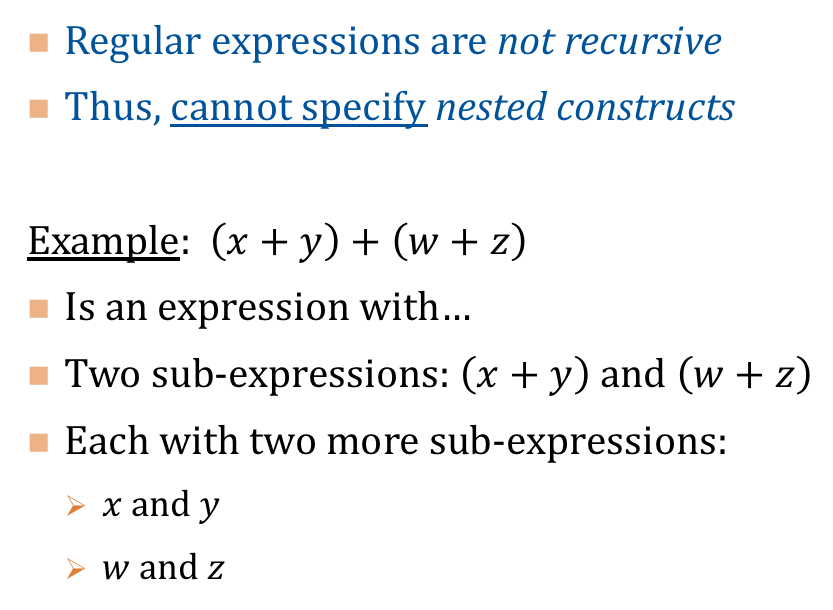 Regular expressions are not recursive
Thus, cannot specify nested constructs
Example: (x + y) + (w + z)
Is an expression with…
Two sub-expressions: (x + y) and (w + z)
Each with two more sub-expressions:
x and y
w and z